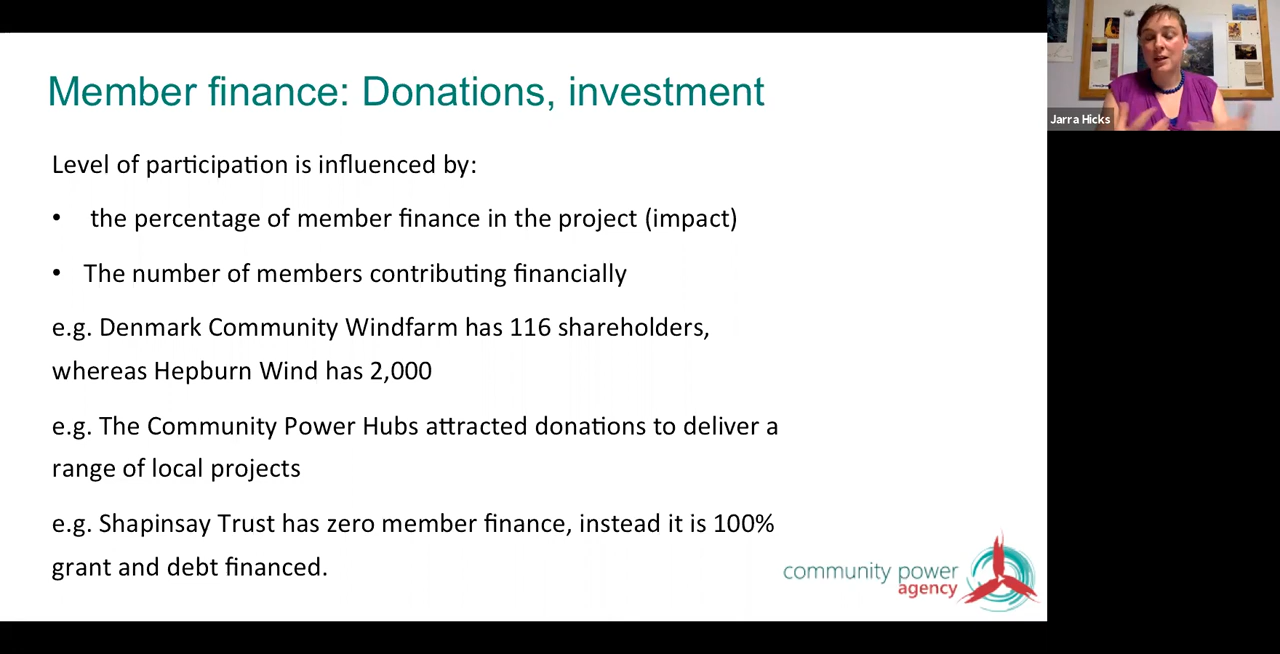 Member finance: Donations, investment
Jarra Hicks
Level of participation is influenced by:
• the percentage of member finance in the project (impact)
• The number of members contributing financially
e.g. Denmark Community Windfarm has 116 shareholders,
whereas Hepburn Wind has 2,000
e.g. The Community Power Hubs attracted donations to deliver a
range of local projects
e.g. Shapinsay Trust has zero member finance, instead it is 100%
grant and debt financed.
community power
agency